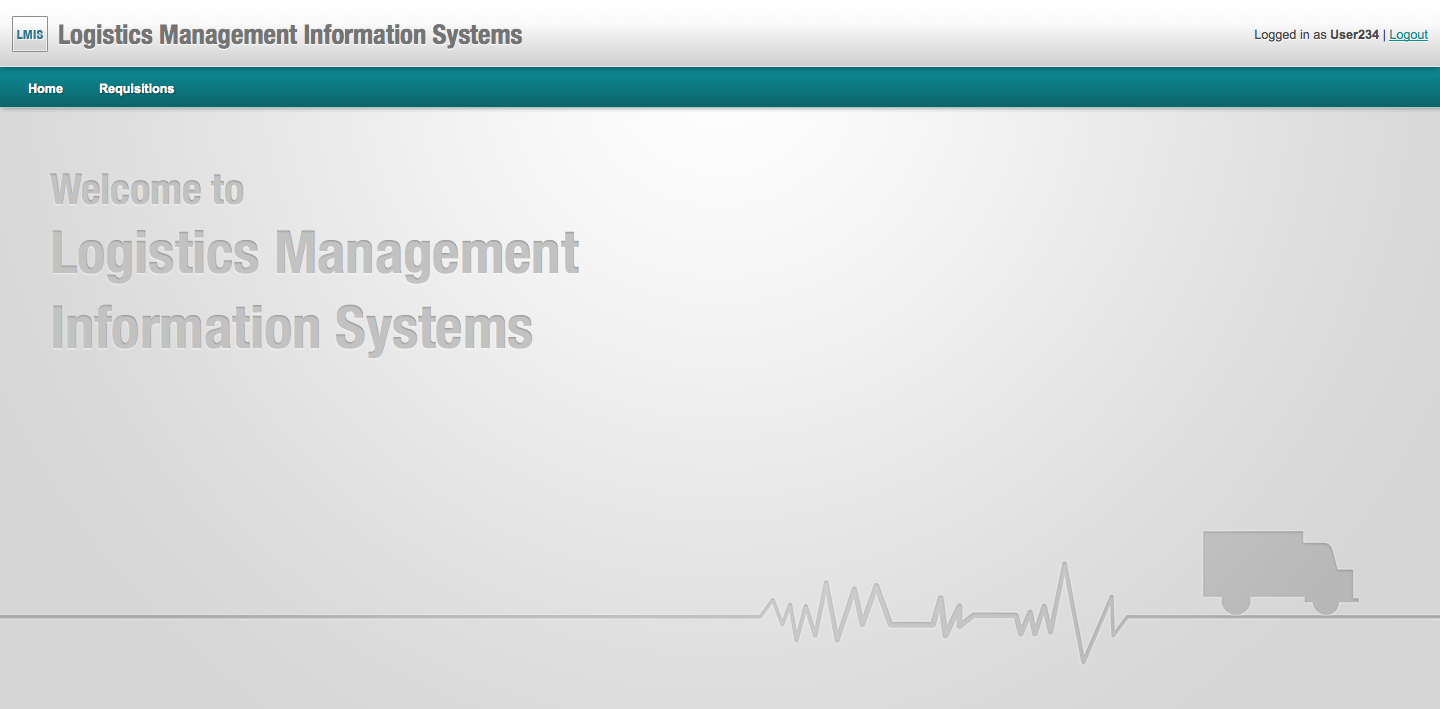 LMIS Logistics Management Information Systems
Logged in as User234 | Logout
Home Requisitions
Welcome to
Logistics Management
Information Systems